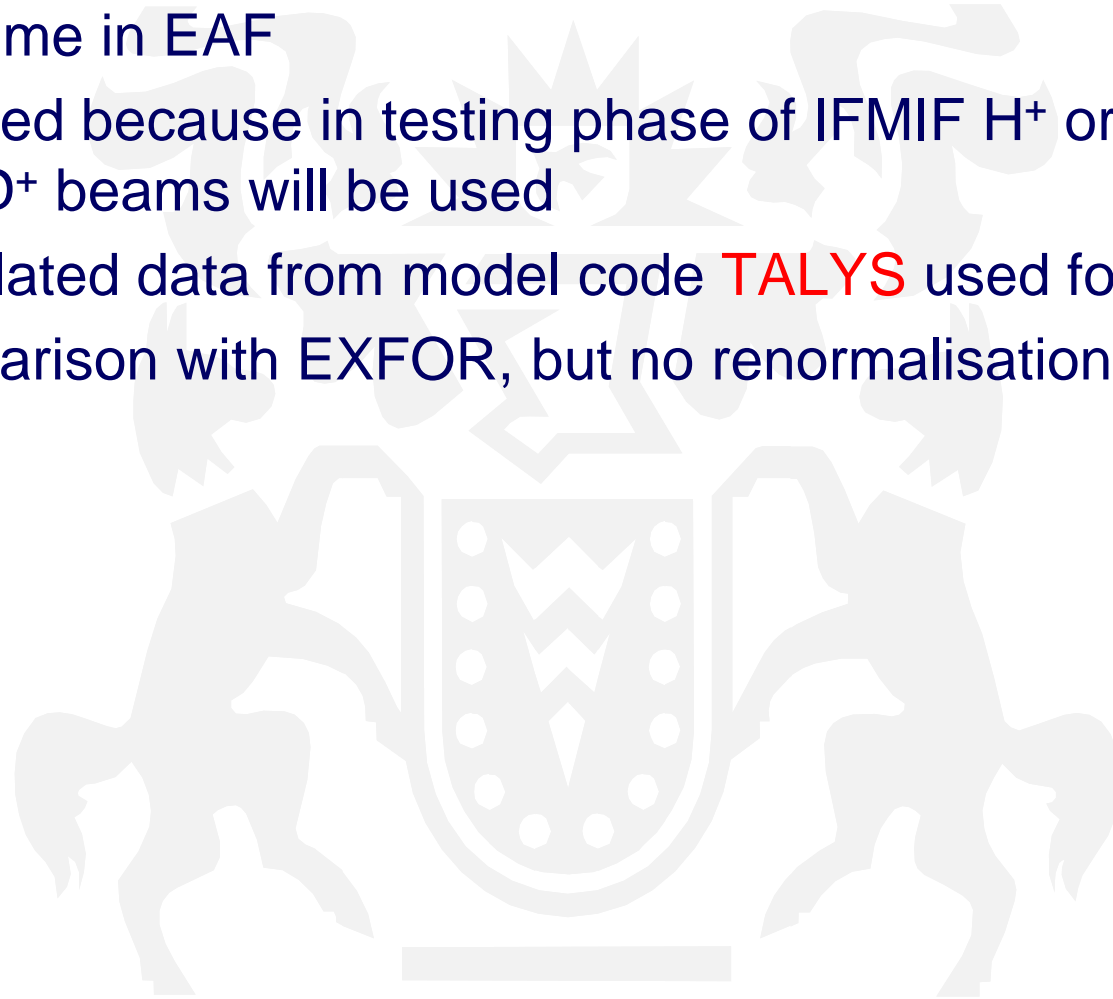 me in EAF
ed because in testing phase of IFMIF H⁺ or
D⁺ beams will be used
lated data from model code TALYS used fo
arison with EXFOR, but no renormalisation